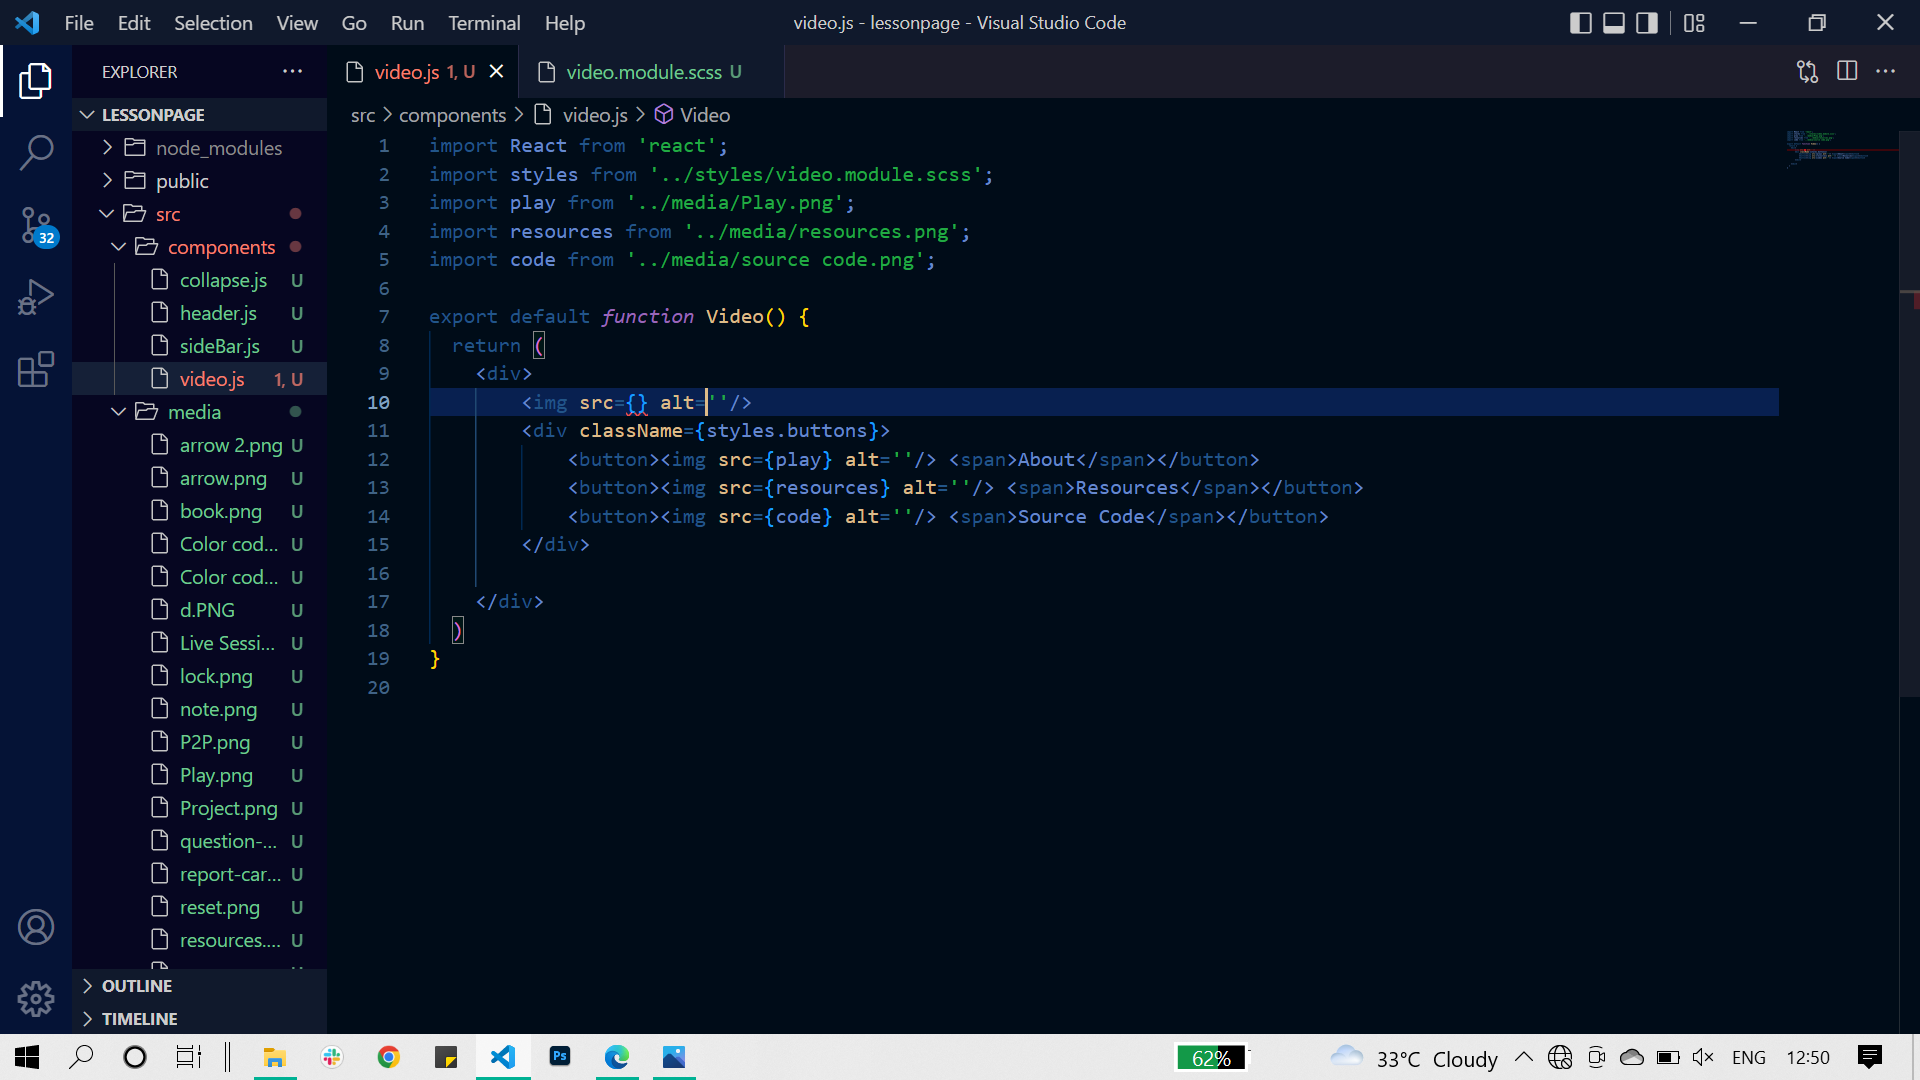 File Edit Selection View Go Run Terminal Help
video.js - lessonpage - Visual Studio Code
EXPLORER
video.js 1, U
video.module.scss U
LESSONPAGE
src > components > video.js > Video
node_modules
public
src
components
collapse.js U
header.js U
sideBar.js U
video.js 1, U
media
arrow 2.png U
arrow.png U
book.png U
Color cod... U
Color cod... U
d.PNG U
Live Sessi... U
lock.png U
note.png U
P2P.png U
Play.png U
Project.png U
question-... U
report-car... U
reset.png U
resources.... U
OUTLINE
TIMELINE
32
1 import React from 'react';
2 import styles from '../styles/video.module.scss';
3 import play from '../media/Play.png';
4 import resources from '../media/resources.png';
5 import code from '../media/source code.png';
6
7 export default function Video() {
8 return (
9 <div>
10 <img src={} alt=''/>
11 <div className={styles.buttons}>
12 <button><img src={play} alt=''/> <span>About</span></button>
13 <button><img src={resources} alt=''/> <span>Resources</span></button>
14 <button><img src={code} alt=''/> <span>Source Code</span></button>
15 </div>
16
17 </div>
18 )
19 }
20
Ps
62%
33°C Cloudy
ENG
12:50